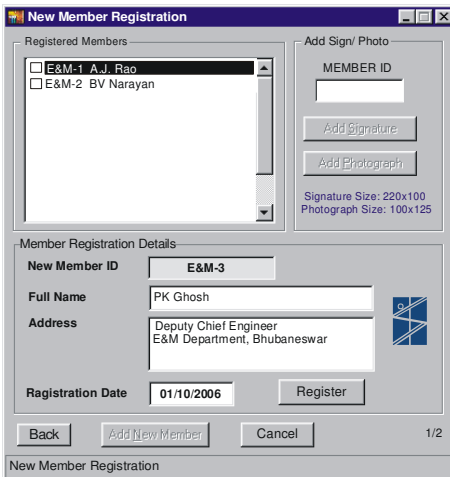 New Member Registration
Registered Members
E&M-1 A.J. Rao
E&M-2 BV Narayan
Add Sign/ Photo
MEMBER ID
Add Signature
Add Photograph
Signature Size: 220x100
Photograph Size: 100x125
Member Registration Details
New Member ID
E&M-3
Full Name
PK Ghosh
Address
Deputy Chief Engineer
E&M Department, Bhubaneswar
Ragistration Date
01/10/2006
Register
Back
Add New Member
Cancel
1/2
New Member Registration